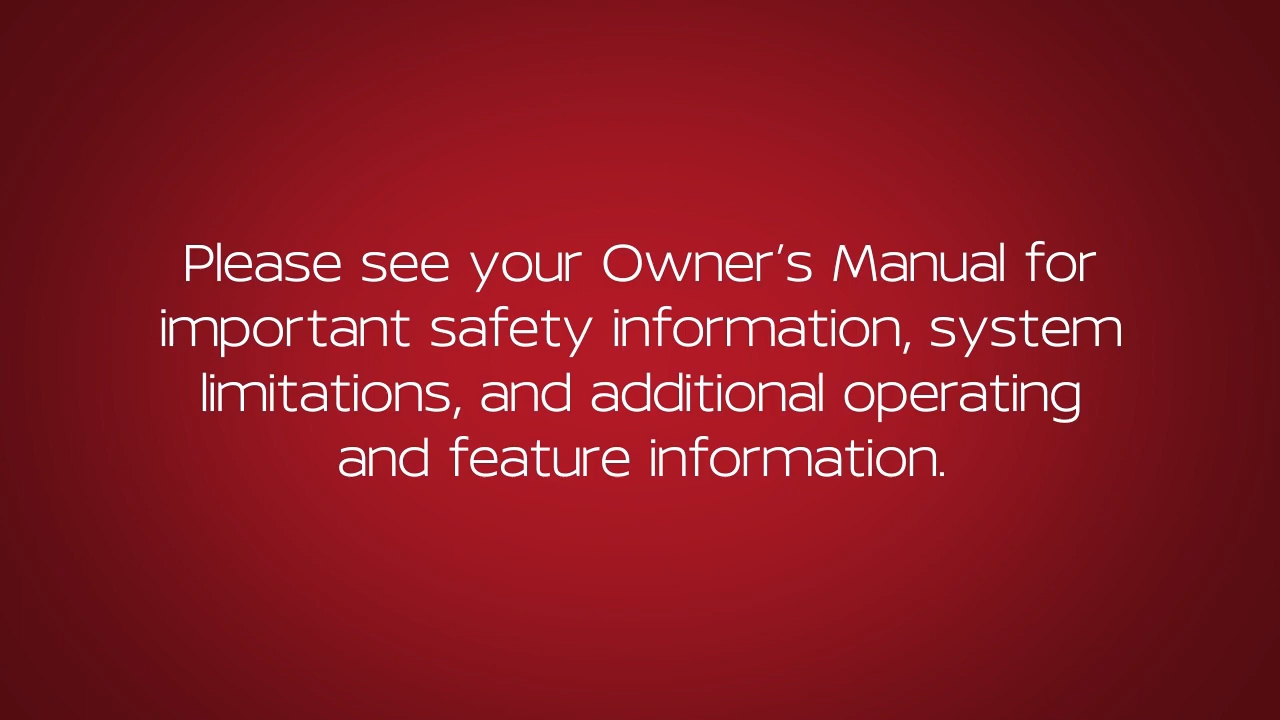 Please see your Owner’s Manual for
important safety information, system
limitations, and additional operating
and feature information.